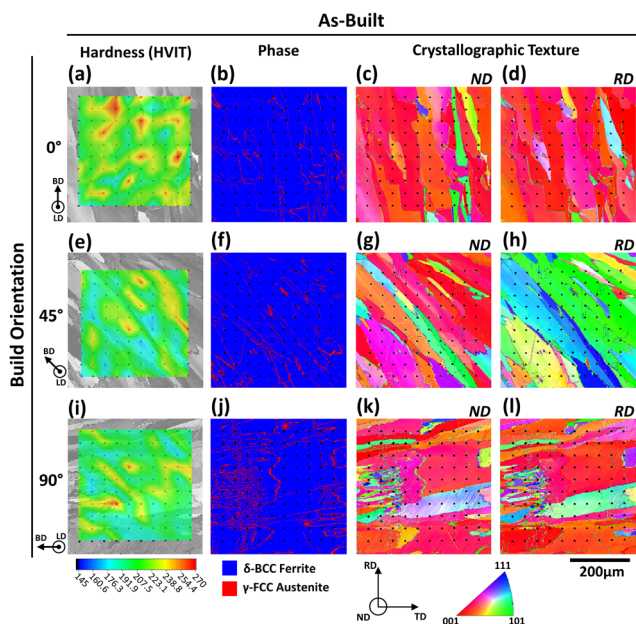 As-Built
Hardness (HVIT)
Phase
Crystallographic Texture
(a)
(b)
(c)
ND
(d)
RD
0°
BD
LD
(e)
(f)
(g)
ND
(h)
RD
Build Orientation
45°
BD
LD
(i)
(j)
(k)
ND
(l)
RD
90°
BD
LD
145
160.6
176.3
191.9
207.5
223.1
238.8
254.4
270
δ-BCC Ferrite
γ-FCC Austenite
RD
ND
TD
111
001
101
200μm